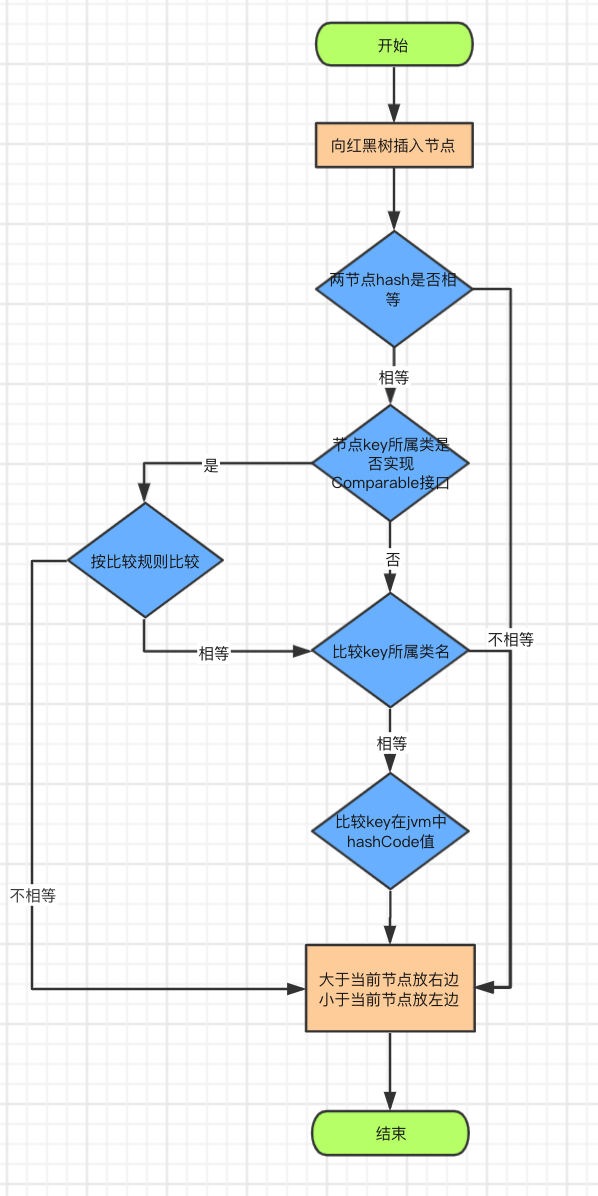 开始
向红黑树插入节点
两节点hash是否相
等
相等
节点key所属类是
否实现
Comparable接口
是
按比较规则比较
否
不相等
比较key所属类名
相等
相等
比较key在jvm中
hashCode值
不相等
大于当前节点放右边
小于当前节点放左边
结束